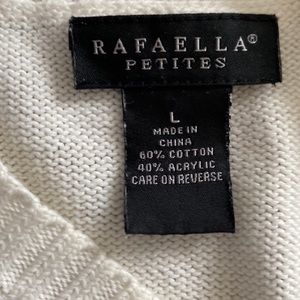 RAFAELLA®
PETITES
L
MADE IN
CHINA
60% COTTON
40% ACRYLIC
CARE ON REVERSE